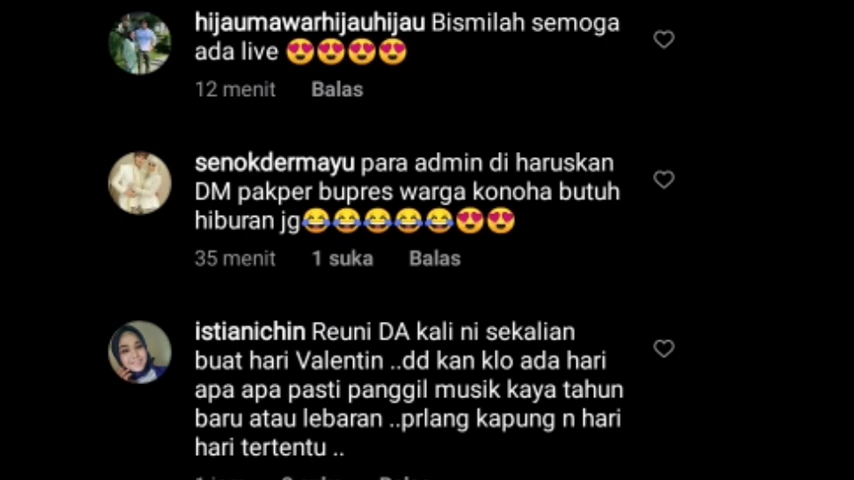 hijaumawarhijauhijau Bismilah semoga
ada live 😍😍😍😍
12 menit Balas
senokdermayu para admin di haruskan
DM pakper bupres warga konoha butuh
hiburan jg😂😂😂😂😂😍😍
35 menit 1 suka Balas
istianichin Reuni DA kali ni sekalian
buat hari Valentin ..dd kan klo ada hari
apa apa pasti panggil musik kaya tahun
baru atau lebaran ..prlang kapung n hari
hari tertentu ..